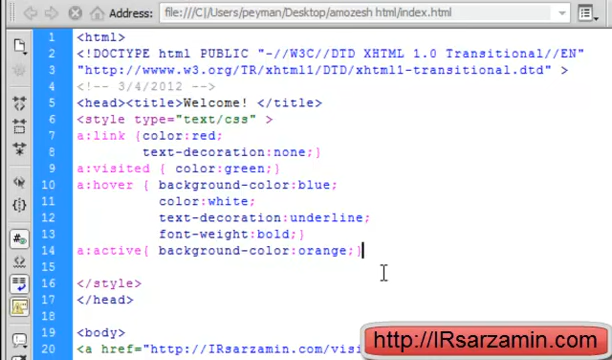 Address: file:///C|/Users/peyman/Desktop/amozesh html/index.html
1 <html>
2 <!DOCTYPE html PUBLIC "-//W3C//DTD XHTML 1.0 Transitional//EN"
3 "http://wwww.w3.org/TR/xhtml1/DTD/xhtml1-transitional.dtd" >
4 <!-- 3/4/2012 -->
5 <head><title>Welcome! </title>
6 <style type="text/css" >
7 a:link {color:red;
8 text-decoration:none;}
9 a:visited { color:green;}
10 a:hover { background-color:blue;
11 color:white;
12 text-decoration:underline;
13 font-weight:bold;}
14 a:active{ background-color:orange;}
15
16 </style>
17 </head>
18
19 <body>
20 <a href="http://IRsarzamin.com/visi
http://IRsarzamin.com